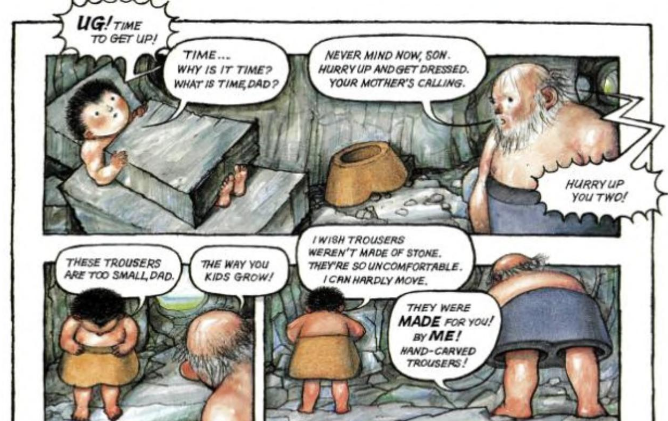 UG! TIME
TO GET UP!
TIME...
WHY IS IT TIME?
WHAT IS TIME, DAD?
NEVER MIND NOW, SON.
HURRY UP AND GET DRESSED.
YOUR MOTHER'S CALLING.
HURRY UP
YOU TWO!
THESE TROUSERS
ARE TOO SMALL, DAD.
THE WAY YOU
KIDS GROW!
I WISH TROUSERS
WEREN'T MADE OF STONE.
THEY'RE SO UNCOMFORTABLE.
I CAN HARDLY MOVE.
THEY WERE
MADE FOR YOU!
BY ME!
HAND-CARVED
TROUSERS!